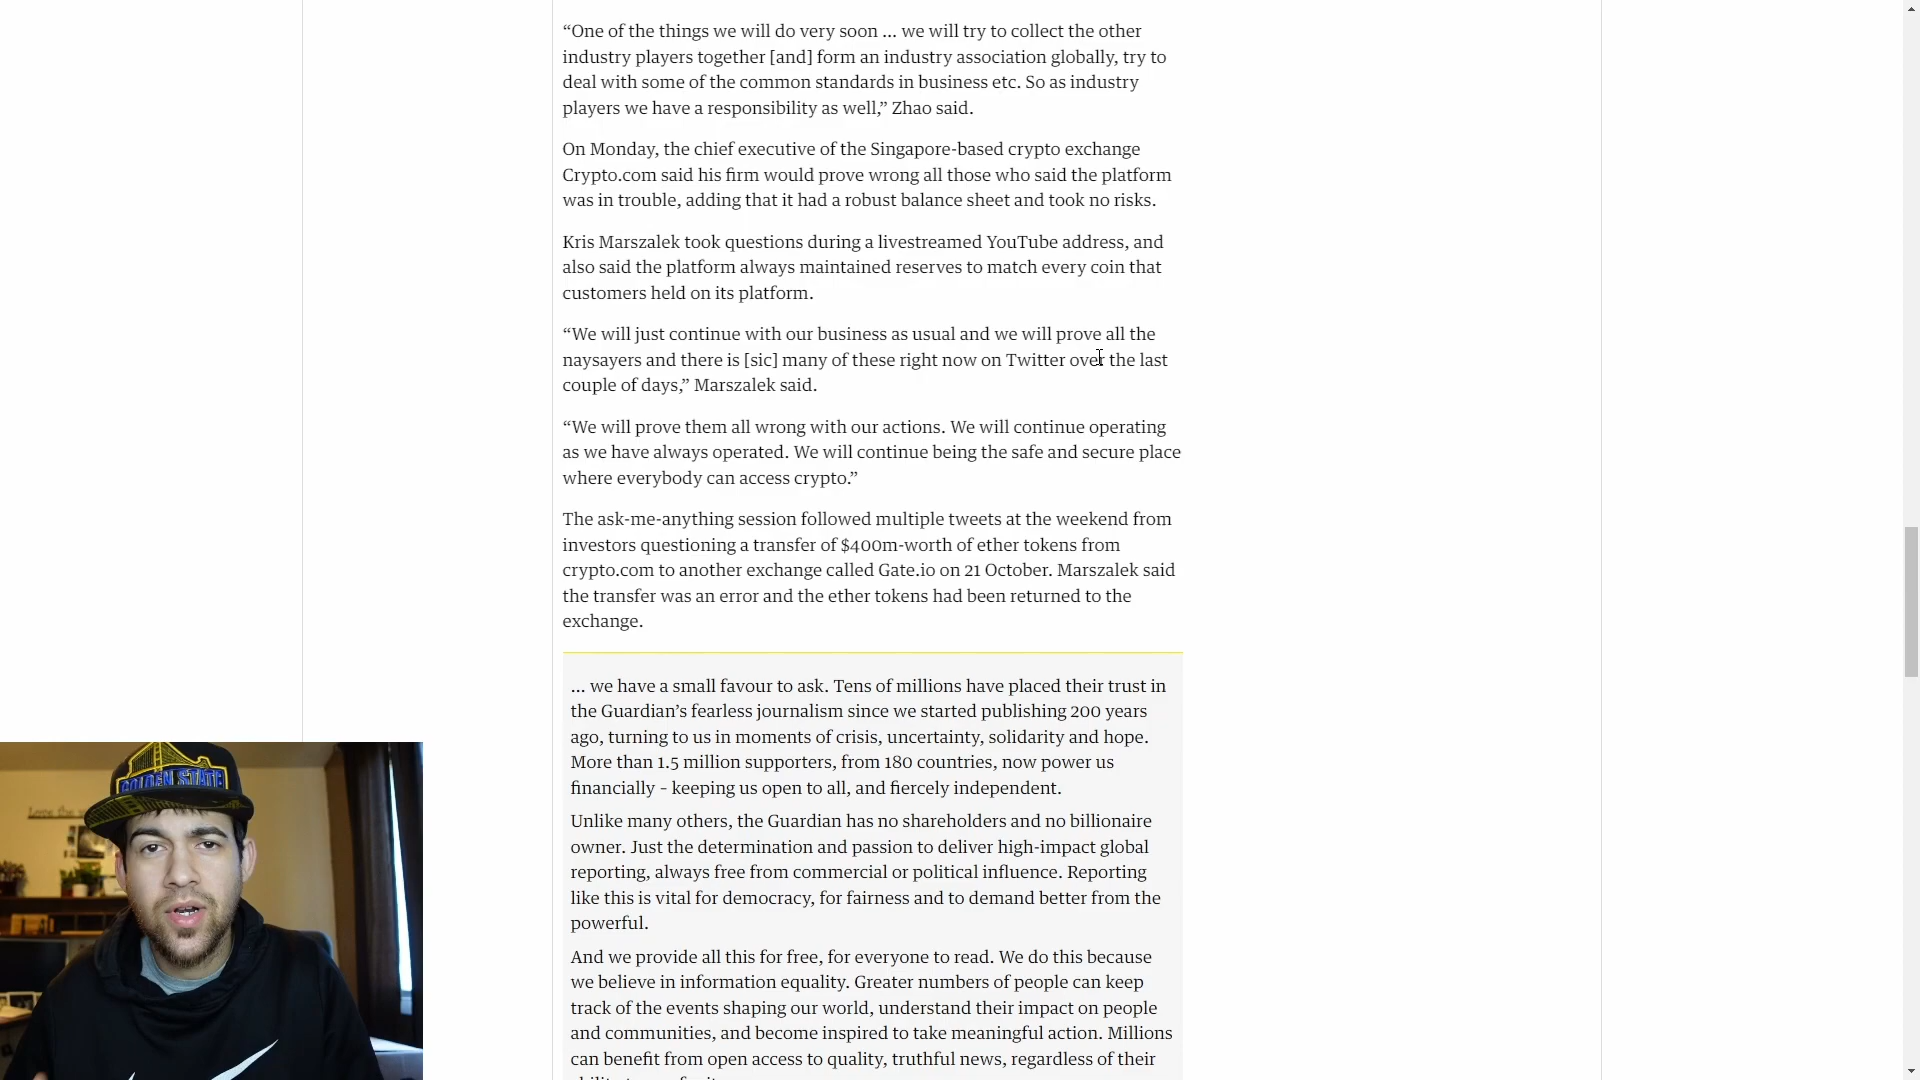 “One of the things we will do very soon … we will try to collect the other
industry players together [and] form an industry association globally, try to
deal with some of the common standards in business etc. So as industry
players we have a responsibility as well,” Zhao said.
On Monday, the chief executive of the Singapore-based crypto exchange
Crypto.com said his firm would prove wrong all those who said the platform
was in trouble, adding that it had a robust balance sheet and took no risks.
Kris Marszalek took questions during a livestreamed YouTube address, and
also said the platform always maintained reserves to match every coin that
customers held on its platform.
“We will just continue with our business as usual and we will prove all the
naysayers and there is [sic] many of these right now on Twitter over the last
couple of days,” Marszalek said.
“We will prove them all wrong with our actions. We will continue operating
as we have always operated. We will continue being the safe and secure place
where everybody can access crypto.”
The ask-me-anything session followed multiple tweets at the weekend from
investors questioning a transfer of $400m-worth of ether tokens from
crypto.com to another exchange called Gate.io on 21 October. Marszalek said
the transfer was an error and the ether tokens had been returned to the
exchange.
… we have a small favour to ask. Tens of millions have placed their trust in
the Guardian’s fearless journalism since we started publishing 200 years
ago, turning to us in moments of crisis, uncertainty, solidarity and hope.
More than 1.5 million supporters, from 180 countries, now power us
financially – keeping us open to all, and fiercely independent.
Unlike many others, the Guardian has no shareholders and no billionaire
owner. Just the determination and passion to deliver high-impact global
reporting, always free from commercial or political influence. Reporting
like this is vital for democracy, for fairness and to demand better from the
powerful.
And we provide all this for free, for everyone to read. We do this because
we believe in information equality. Greater numbers of people can keep
track of the events shaping our world, understand their impact on people
and communities, and become inspired to take meaningful action. Millions
can benefit from open access to quality, truthful news, regardless of their
GOLDEN STATE